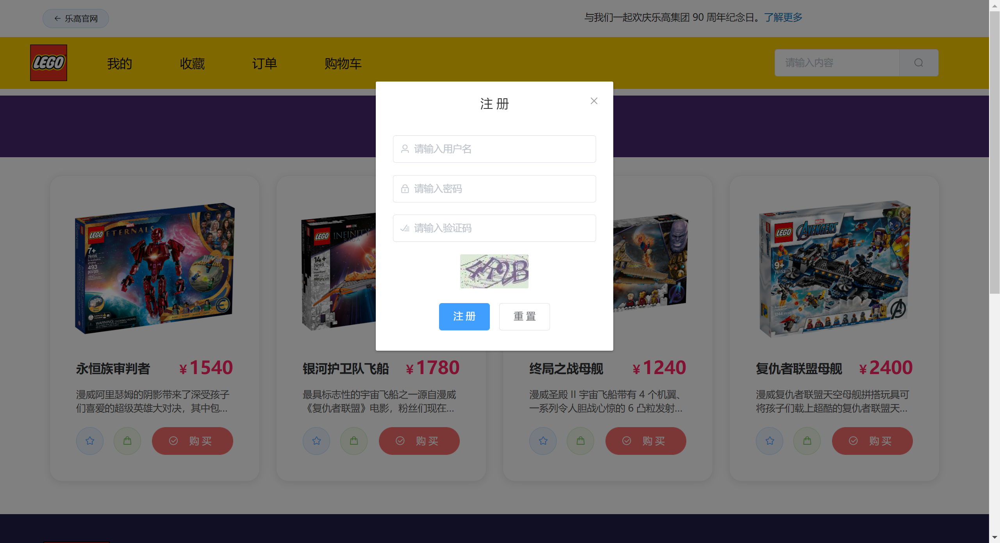 乐高官网
与我们一起欢庆乐高集团 90 周年纪念日。了解更多
LEGO
我的
收藏
订单
购物车
请输入内容
注 册
请输入用户名
请输入密码
请输入验证码
注 册
重 置
LEGO
MARVEL
ETERNALS
7+
76155
493
pcs/pzs
WARNING: CHOKING HAZARD
永恒族审判者
¥1540
漫威阿里瑟姆的阴影带来了深受孩子
们喜爱的超级英雄大对决，其中包...
购 买
LEGO
INFINITY
SAGA
14+
76193
The
Guardians'
Ship
1901 pcs/pzs
银河护卫队飞船
¥1780
最具标志性的宇宙飞船之一源自漫威
《复仇者联盟》电影，粉丝们现在...
购 买
终局之战母舰
¥1240
漫威圣殿 II 宇宙飞船带有 4 个机翼、
一系列令人胆战心惊的 6 凸粒发射...
购 买
LEGO
MARVEL
AVENGERS
9+
76153
Avengers
Helicarrier
1244 pcs/pzs
复仇者联盟母舰
¥2400
漫威复仇者联盟天空母舰拼搭玩具可
将孩子们载上超酷的复仇者联盟天...
购 买